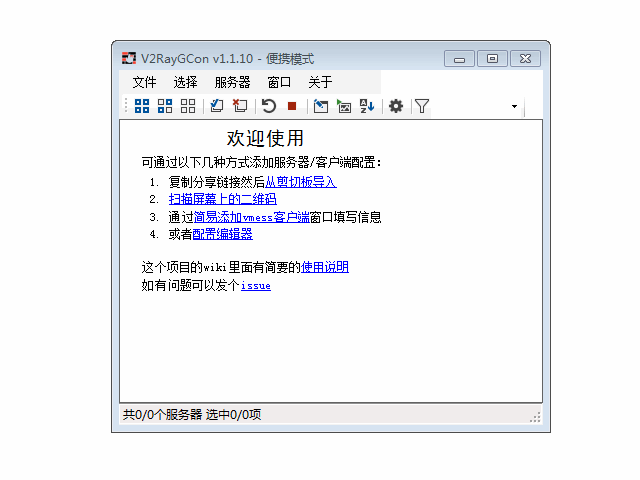 V2RayGCon v1.1.10 - 便携模式
文件 选择 服务器 窗口 关于
欢迎使用
可通过以下几种方式添加服务器/客户端配置：
1. 复制分享链接然后从剪切板导入
2. 扫描屏幕上的二维码
3. 通过简易添加vmess客户端窗口填写信息
4. 或者配置编辑器
这个项目的wiki里面有简要的使用说明
如有问题可以发个issue
共0/0个服务器 选中0/0项